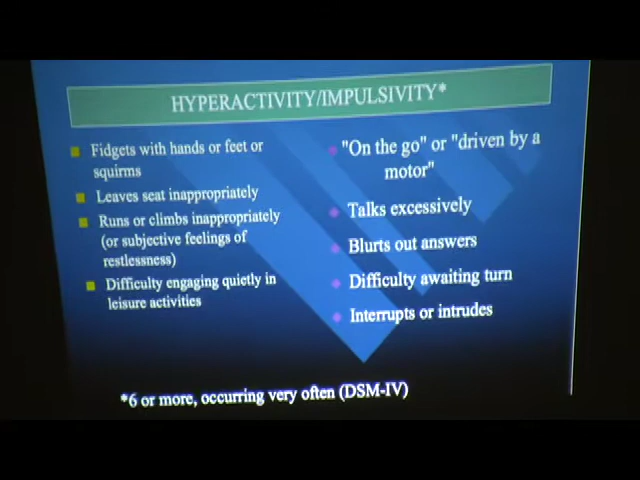 HYPERACTIVITY/IMPULSIVITY*
Fidgets with hands or feet or
squirms
Leaves seat inappropriately
Runs or climbs inappropriately
(or subjective feelings of
restlessness)
Difficulty engaging quietly in
leisure activities
"On the go" or "driven by a
motor"
Talks excessively
Blurts out answers
Difficulty awaiting turn
Interrupts or intrudes
*6 or more, occurring very often (DSM-IV)